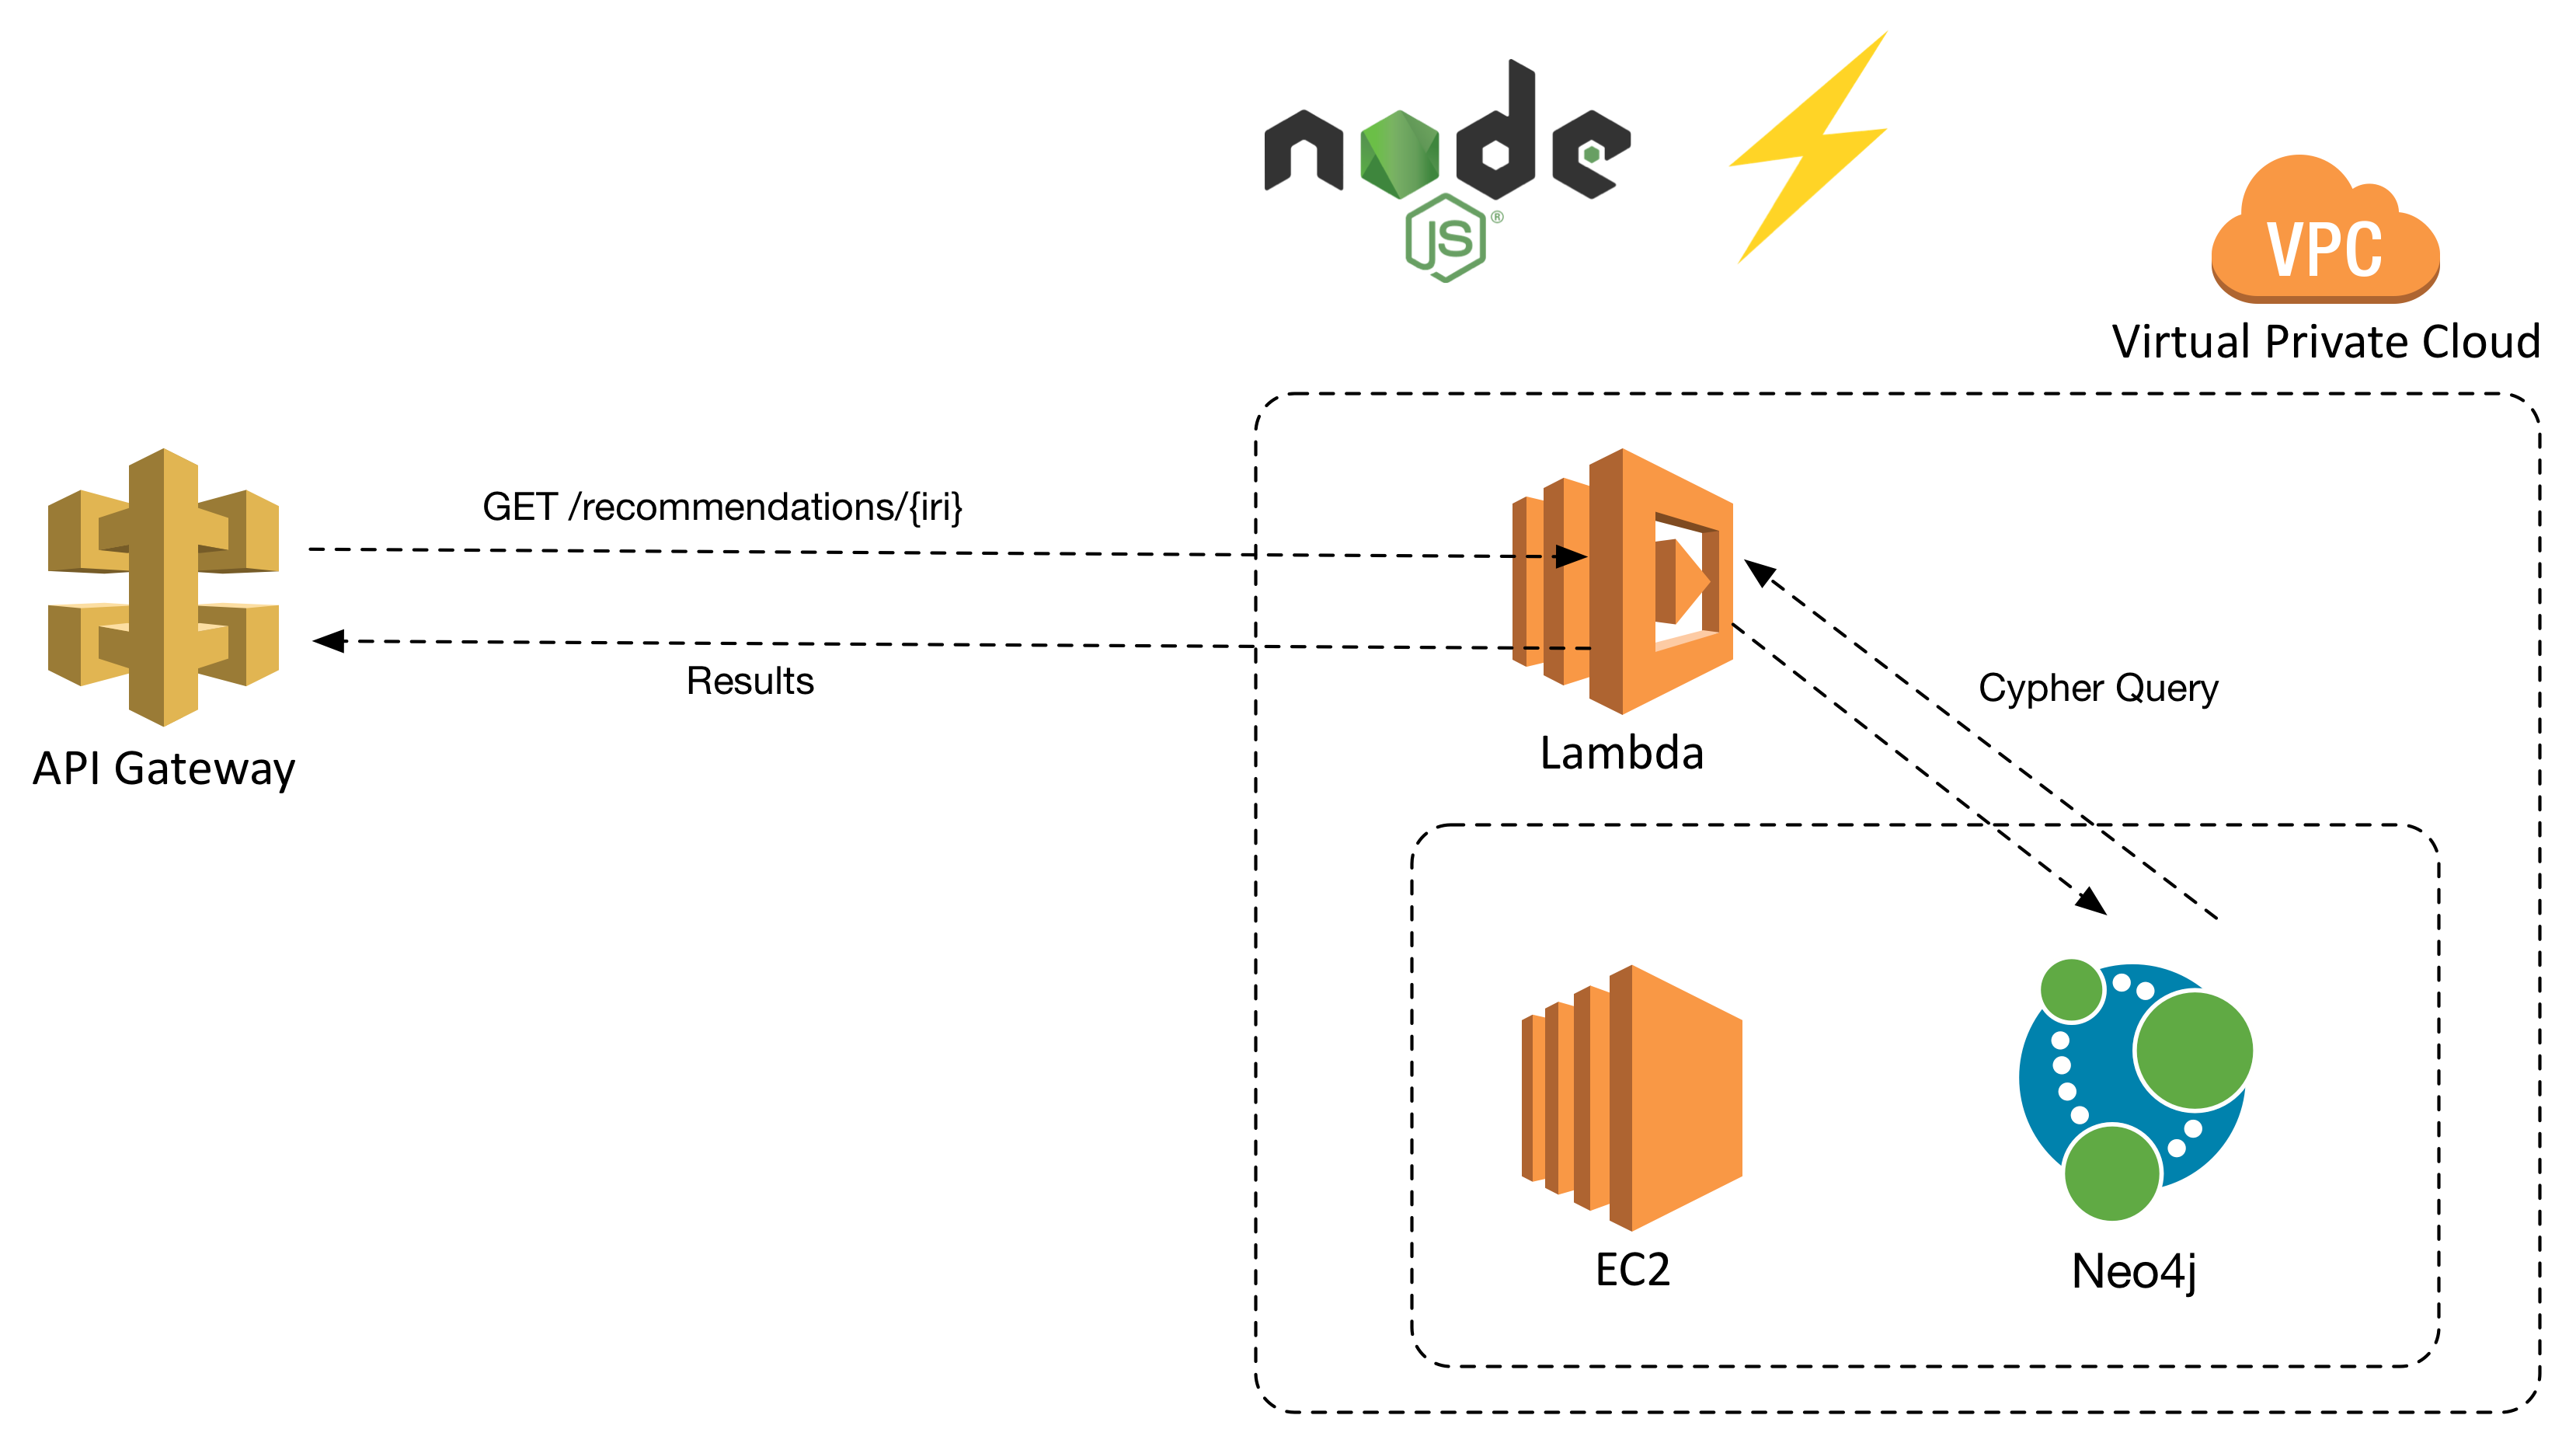 node
JS ®
VPC
Virtual Private Cloud
GET /recommendations/{iri}
Results
API Gateway
Lambda
Cypher Query
EC2
Neo4j